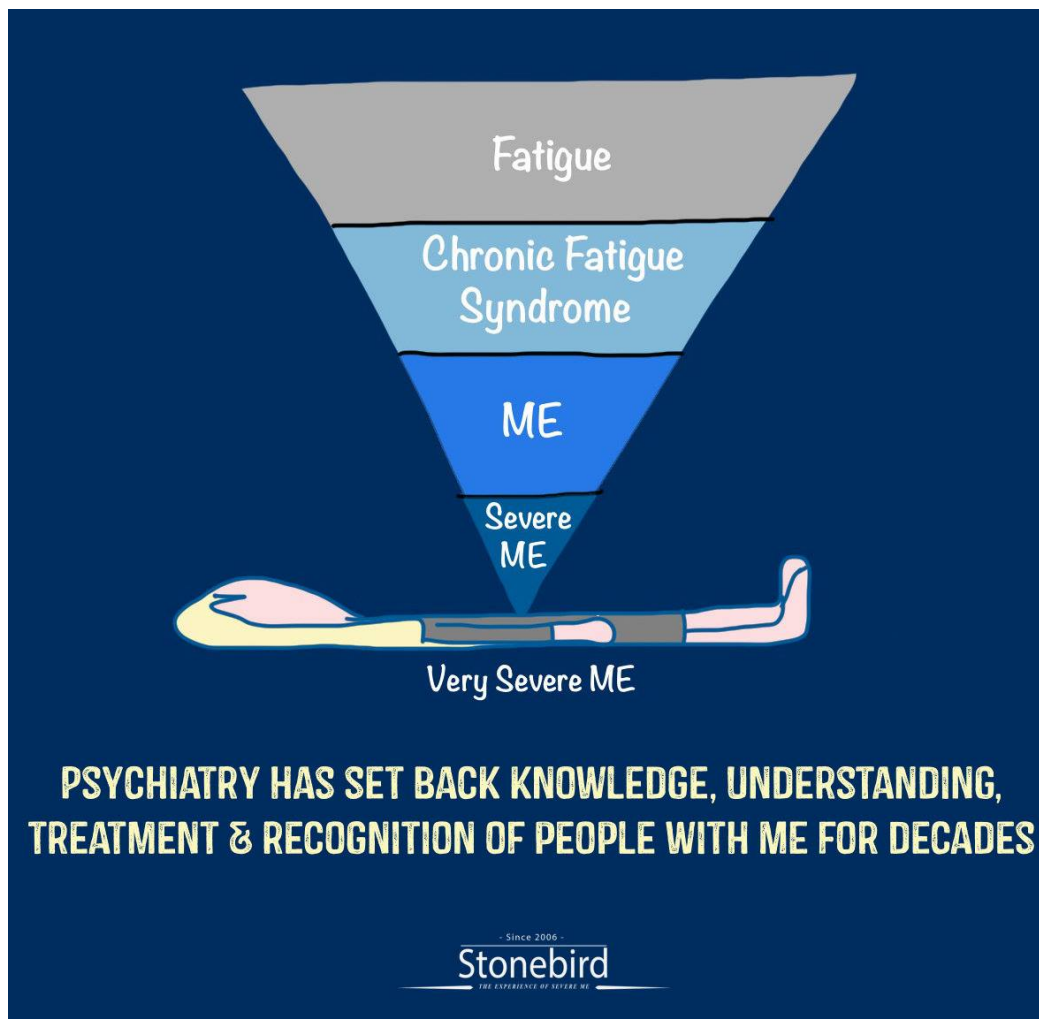 Fatigue
Chronic Fatigue
Syndrome
ME
Severe
ME
Very Severe ME
PSYCHIATRY HAS SET BACK KNOWLEDGE, UNDERSTANDING,
TREATMENT & RECOGNITION OF PEOPLE WITH ME FOR DECADES
- Since 2006 -
Stonebird
THE EXPERIENCE OF SEVERE ME